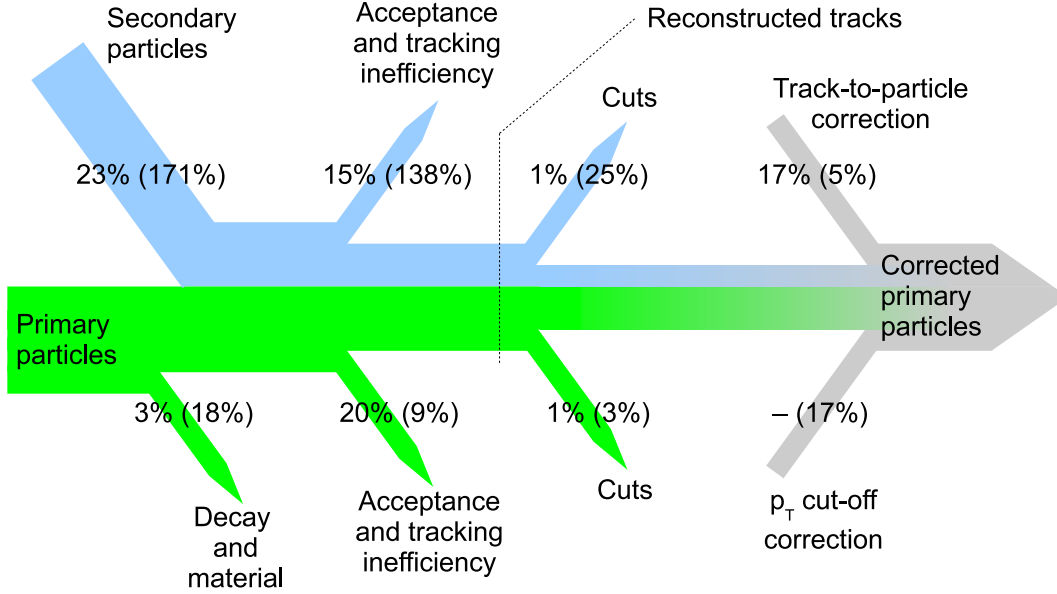 Secondary
particles
Acceptance
and tracking
inefficiency
Reconstructed tracks
Cuts
Track-to-particle
correction
23% (171%)
15% (138%)
1% (25%)
17% (5%)
Primary
particles
Corrected
primary
particles
3% (18%)
20% (9%)
1% (3%)
– (17%)
Decay
and
material
Acceptance
and tracking
inefficiency
Cuts
pT cut-off
correction